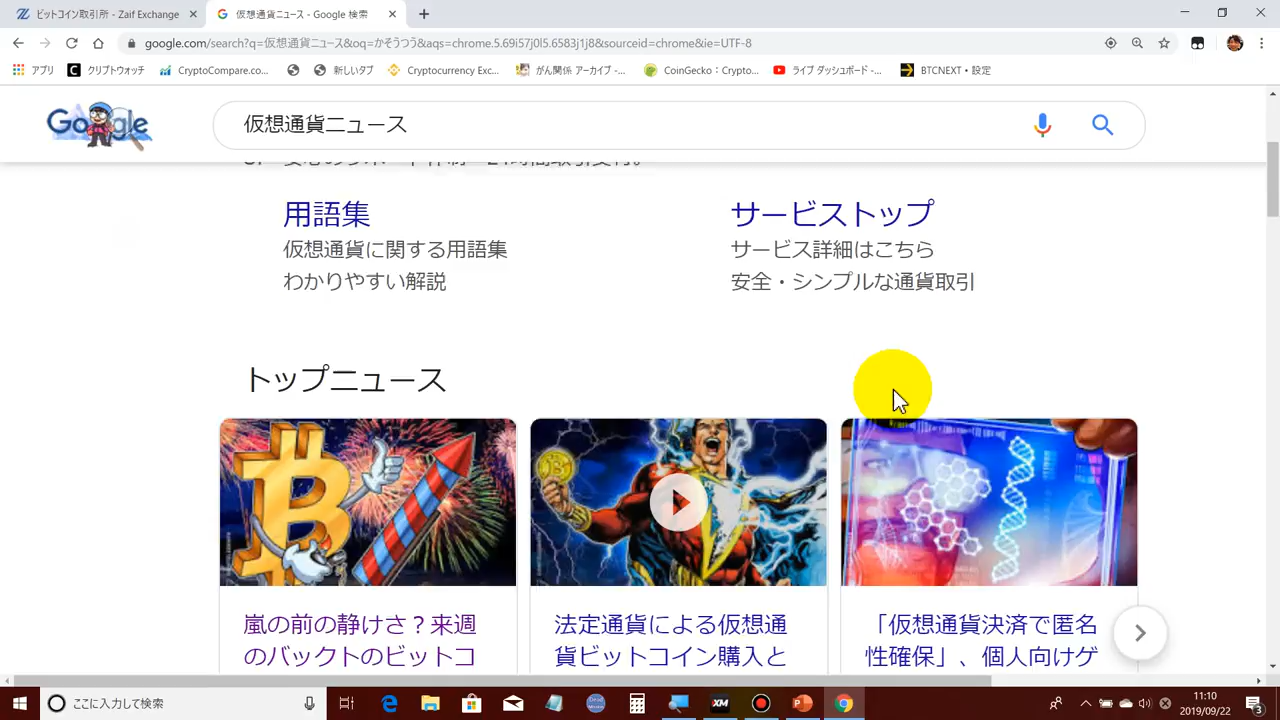 ビットコイン取引所 - Zaif Exchange
仮想通貨ニュース - Google 検索
google.com/search?q=仮想通貨ニュース&oq=かそうつう&aqs=chrome.5.69i57j0l5.6583j1j8&sourceid=chrome&ie=UTF-8
アプリ
クリプトウォッチ
CryptoCompare.co...
新しいタブ
Cryptocurrency Exc...
がん関係 アーカイブ -...
CoinGecko：Crypto...
ライブ ダッシュボード -...
BTCNEXT・設定
Google
仮想通貨ニュース
用語集
サービストップ
仮想通貨に関する用語集
サービス詳細はこちら
わかりやすい解説
安全・シンプルな通貨取引
トップニュース
嵐の前の静けさ？来週
のバックトのビットコ
法定通貨による仮想通
貨ビットコイン購入と
「仮想通貨決済で匿名
性確保」、個人向けゲ
ここに入力して検索
XM
11:10
2019/09/22
3